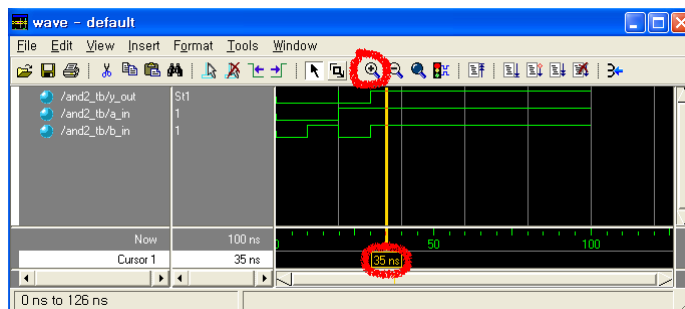 wave - default
File Edit View Insert Format Tools Window
/and2_tb/y_out St1
/and2_tb/a_in 1
/and2_tb/b_in 1
Now 100 ns
0 50 100
Cursor 1 35 ns
35 ns
0 ns to 126 ns